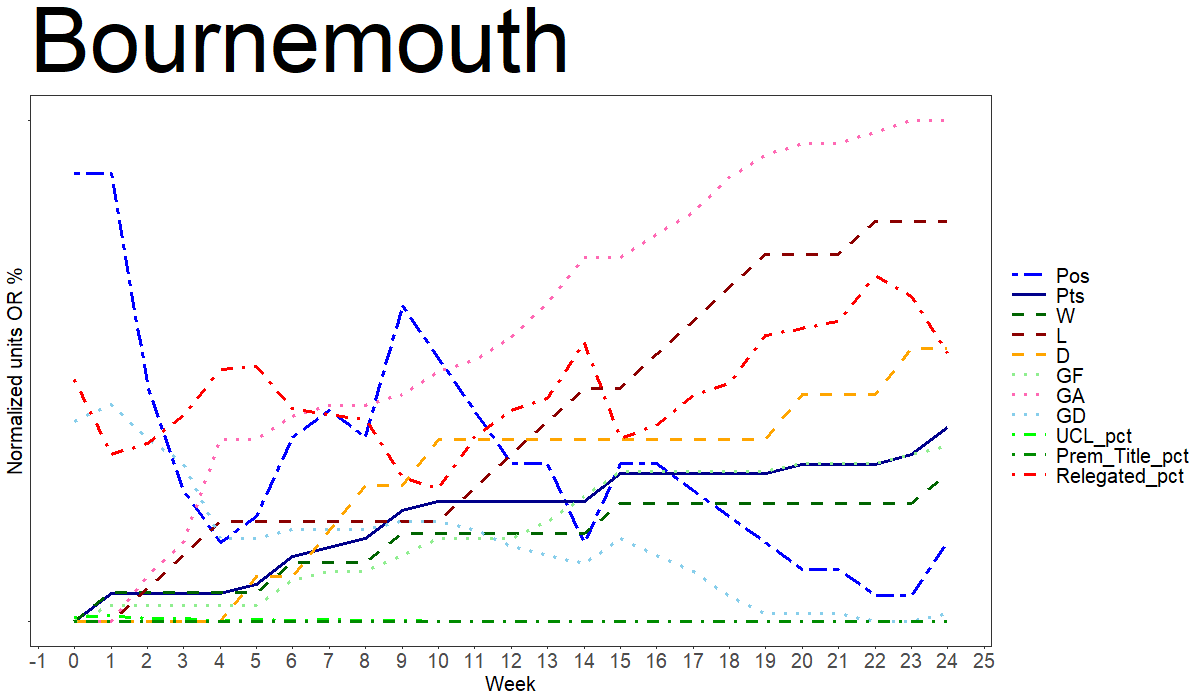 Bournemouth
Normalized units OR %
Pos
Pts
W
L
D
GF
GA
GD
UCL_pct
Prem_Title_pct
Relegated_pct
-1 0 1 2 3 4 5 6 7 8 9 10 11 12 13 14 15 16 17 18 19 20 21 22 23 24 25
Week